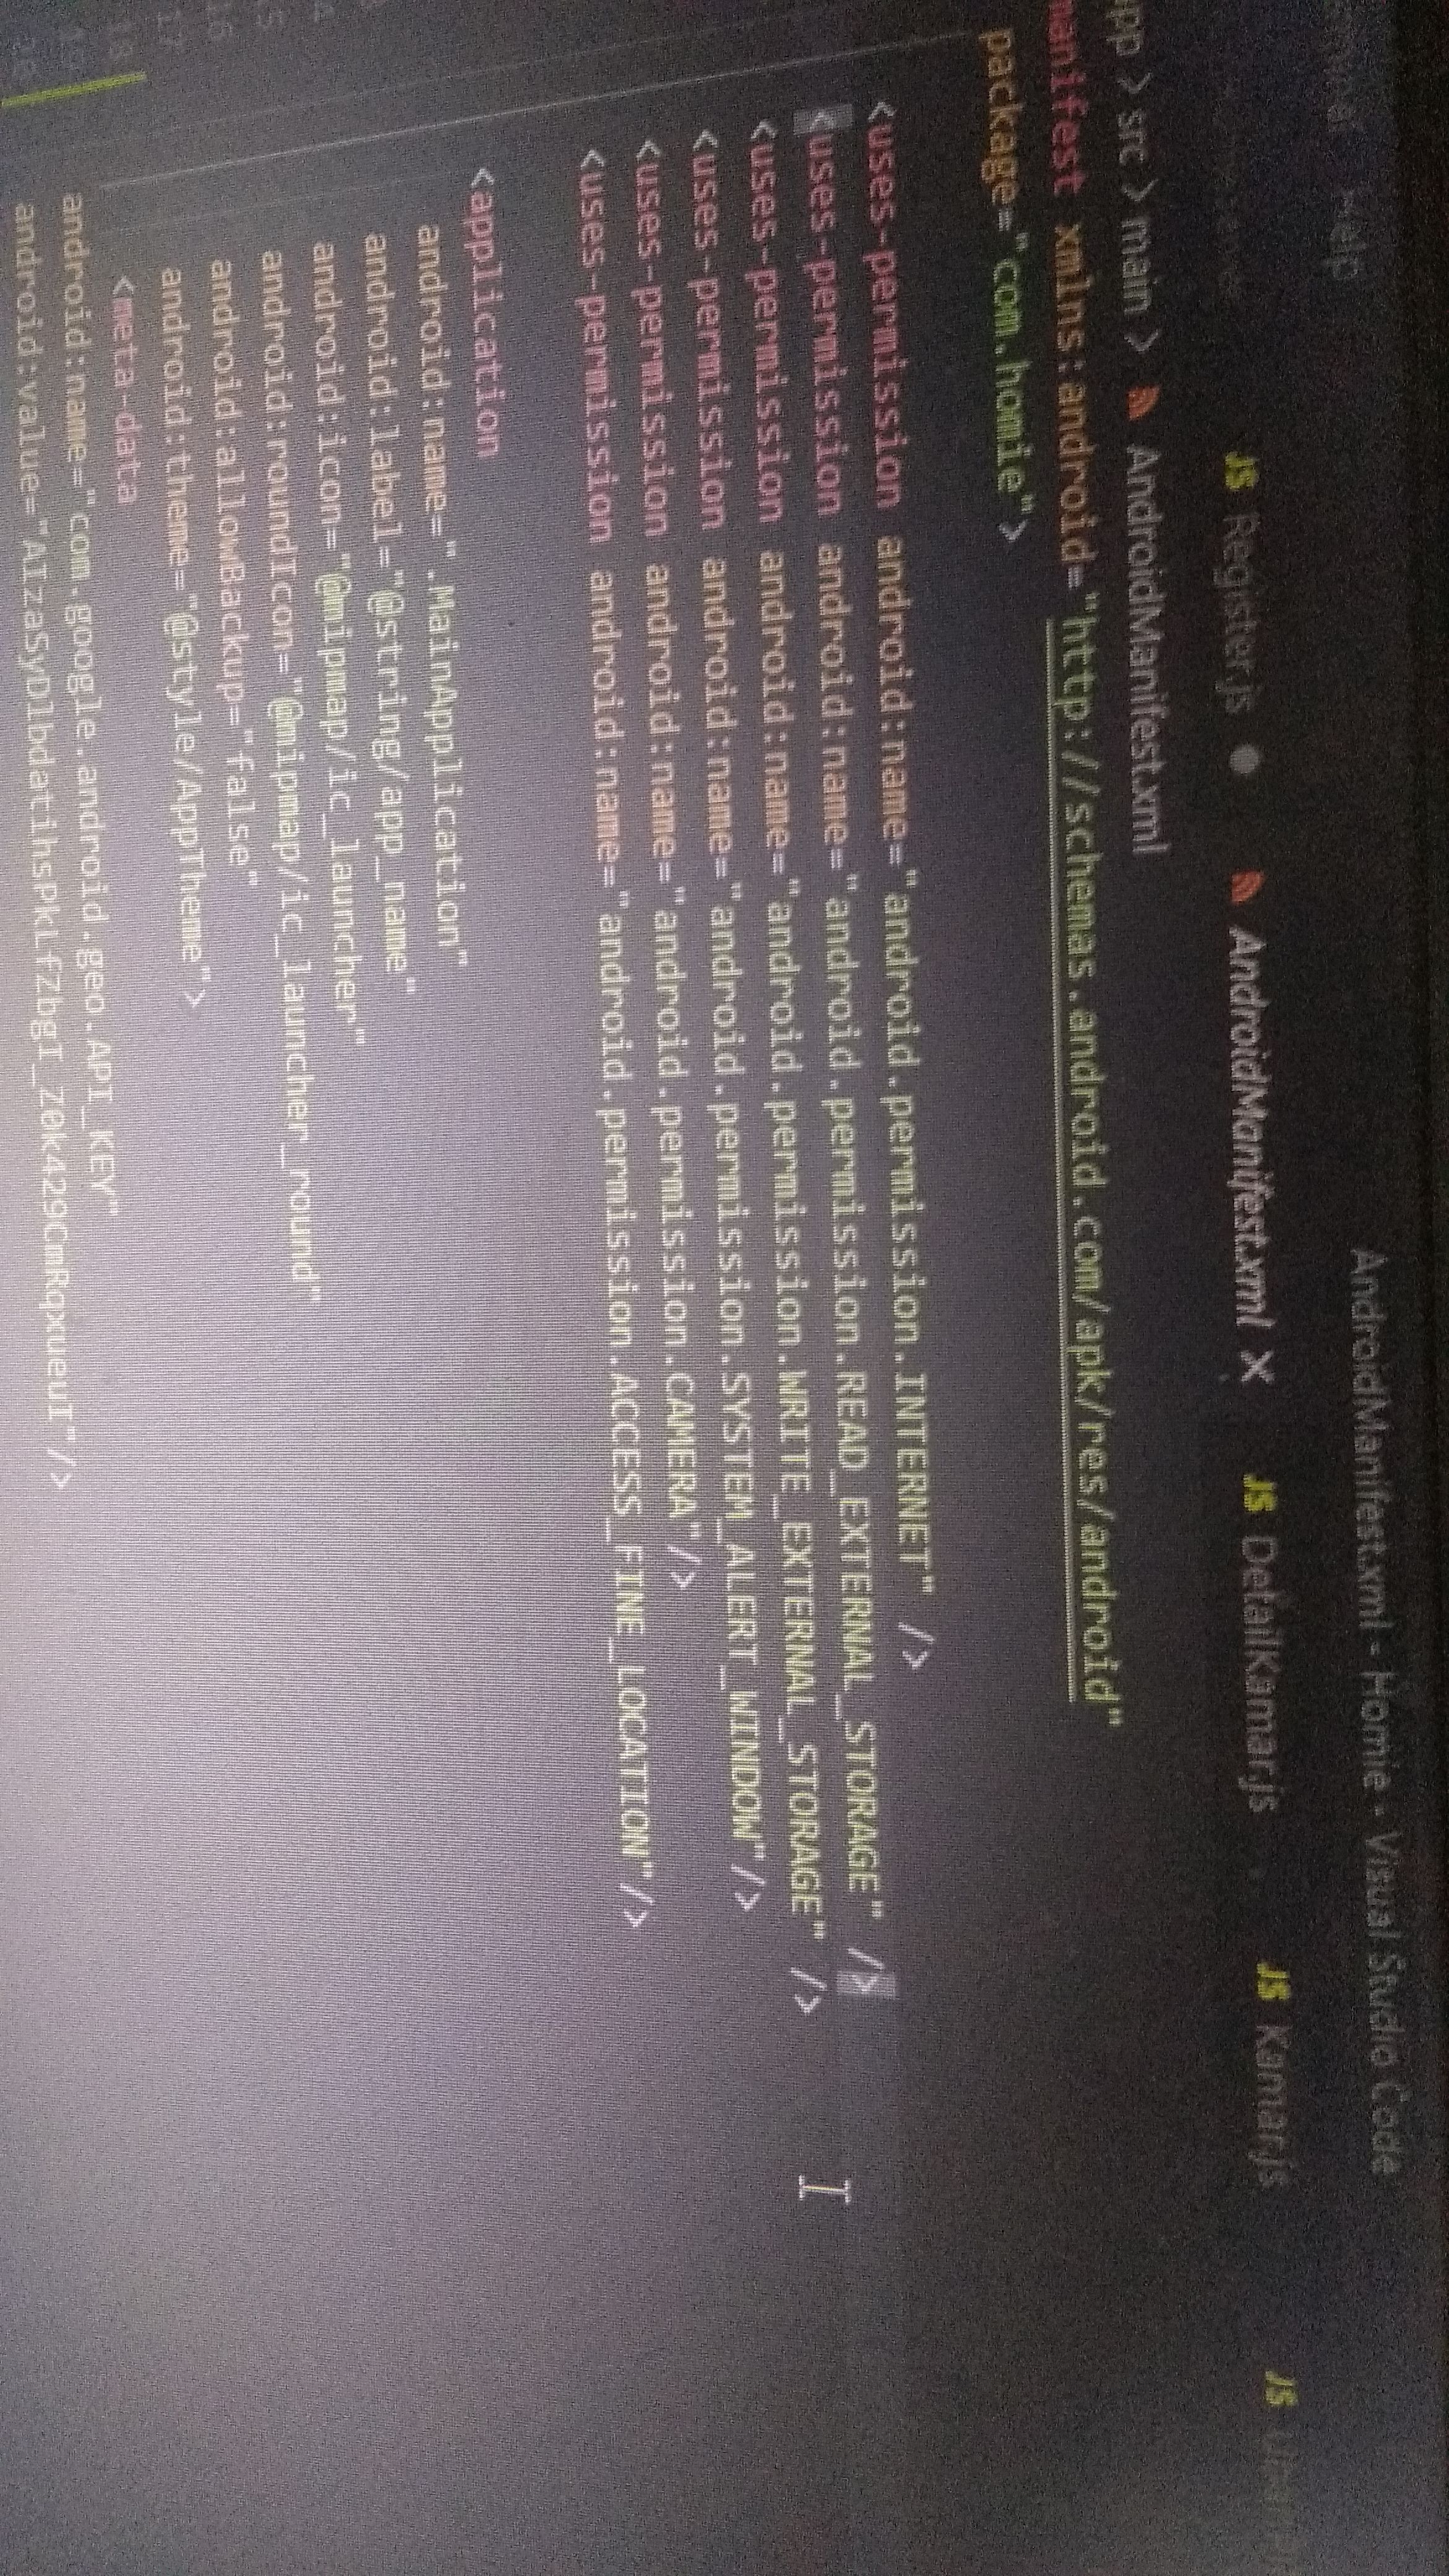 Help
AndroidManifest.xml - Homie - Visual Studio Code
JS Register.js ● AndroidManifest.xml X JS Detailkamar.js JS Kamar.js JS
app > src > main > AndroidManifest.xml
manifest xmlns:android="http://schemas.android.com/apk/res/android"
package="com.homie">
<uses-permission android:name="android.permission.INTERNET" />
<uses-permission android:name="android.permission.READ_EXTERNAL_STORAGE" />
<uses-permission android:name="android.permission.WRITE_EXTERNAL_STORAGE" />
<uses-permission android:name="android.permission.SYSTEM_ALERT_WINDOW"/>
<uses-permission android:name="android.permission.CAMERA"/>
<uses-permission android:name="android.permission.ACCESS_FINE_LOCATION"/>
<application
android:name=".MainApplication"
android:label="@string/app_name"
android:icon="@mipmap/ic_launcher"
android:roundIcon="@mipmap/ic_launcher_round"
android:allowBackup="false"
android:theme="@style/AppTheme">
17
<meta-data
18
android:name="com.google.android.geo.API_KEY"
android:value=